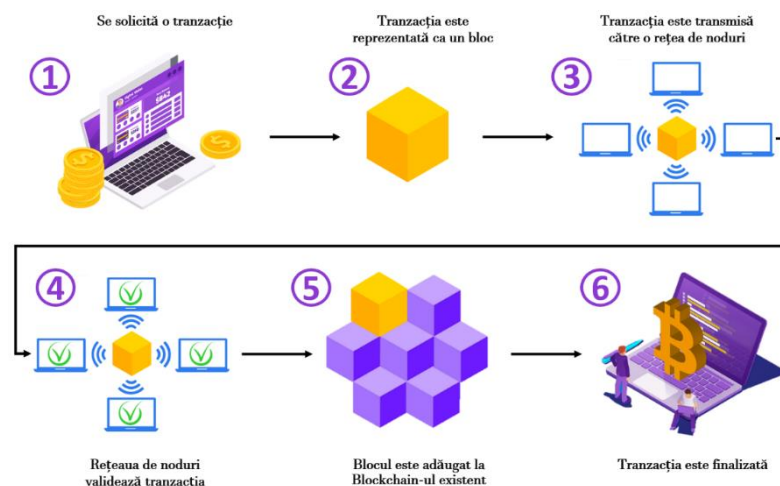 Se solicită o tranzacție
Tranzacția este
reprezentată ca un bloc
Tranzacția este transmisă
către o rețea de noduri
1
2
3
4
5
6
Rețeaua de noduri
validează tranzacția
Blocul este adăugat la
Blockchain-ul existent
Tranzacția este finalizată